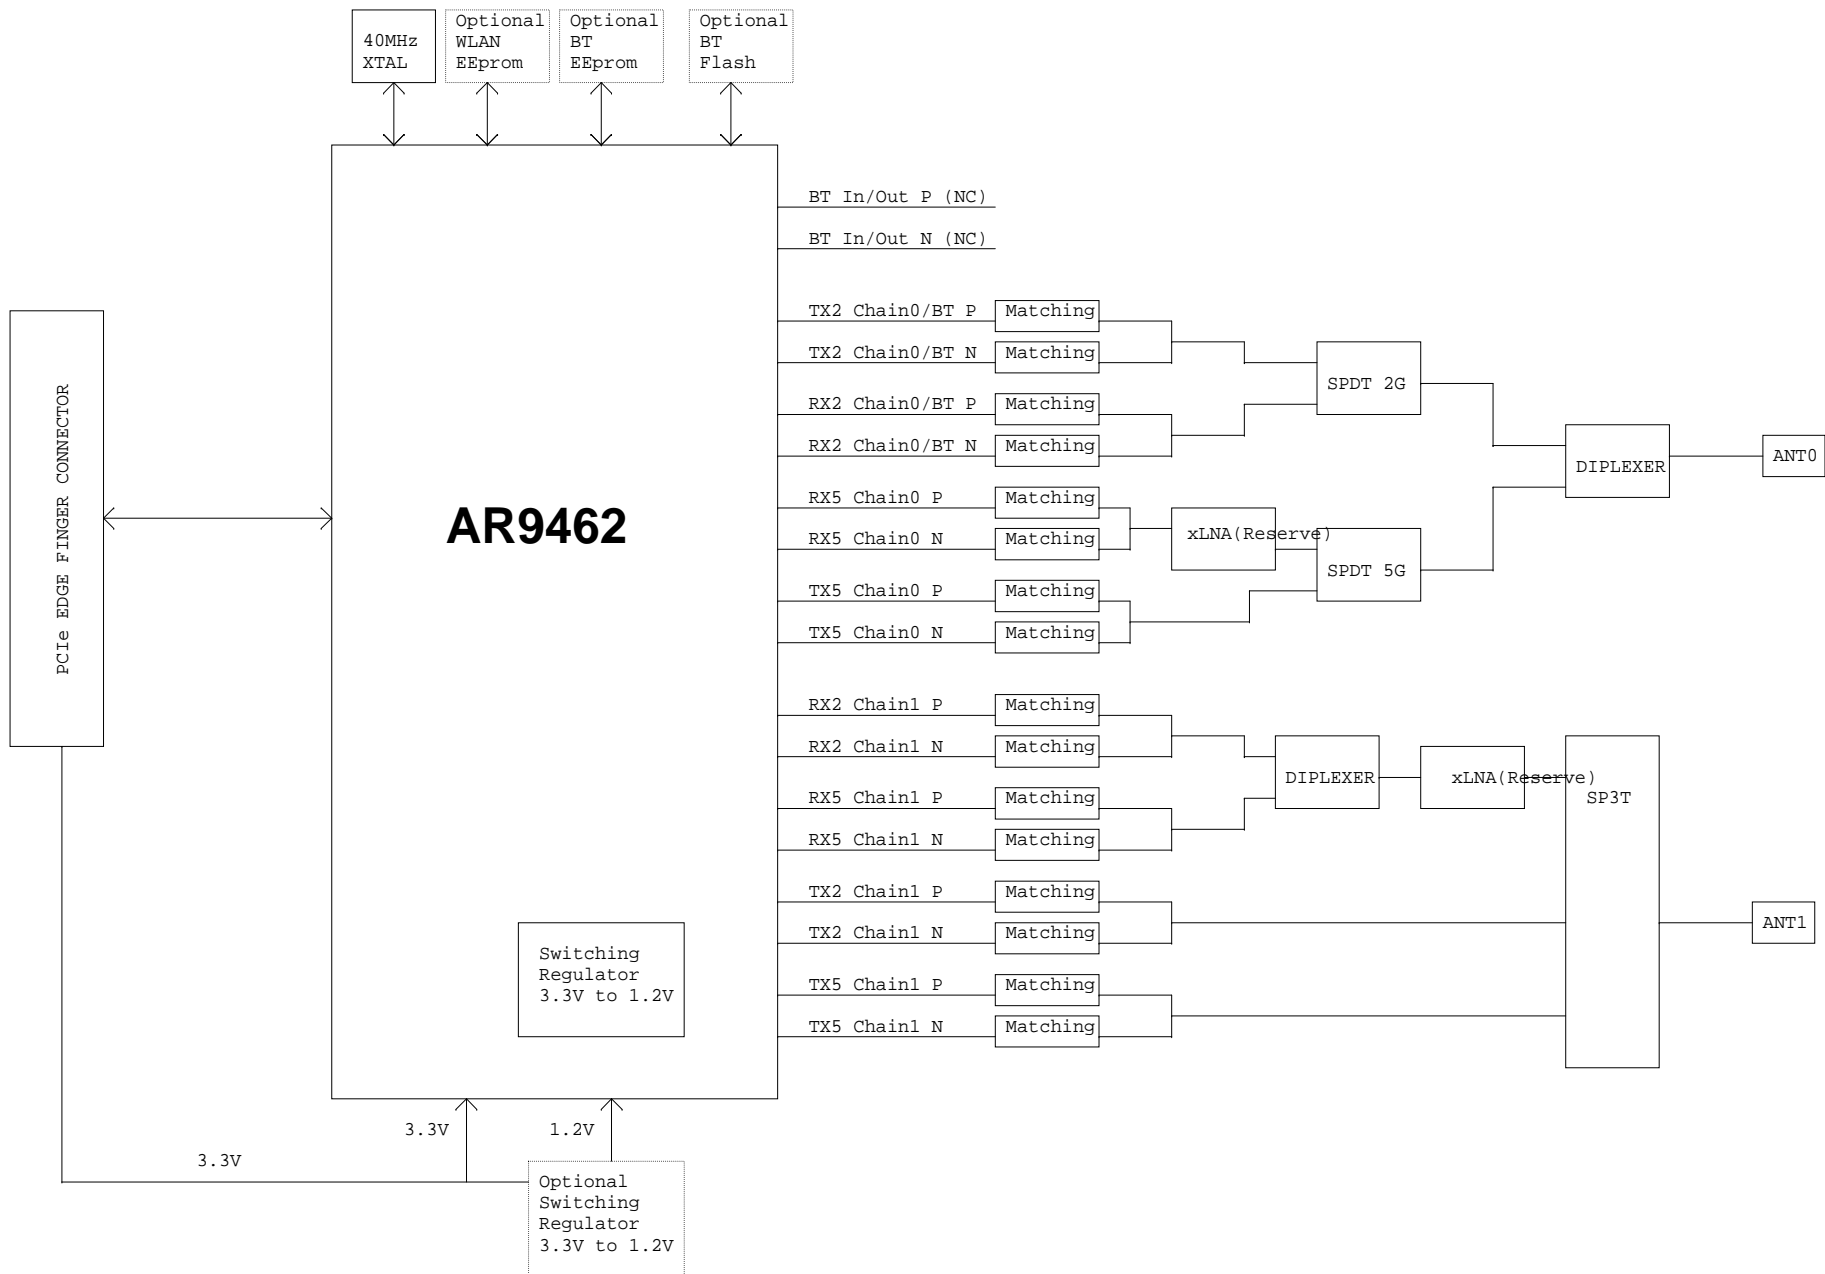 40MHz
XTAL
Optional
WLAN
EEprom
Optional
BT
EEprom
Optional
BT
Flash
BT In/Out P (NC)
BT In/Out N (NC)
TX2 Chain0/BT P
Matching
TX2 Chain0/BT N
Matching
SPDT 2G
RX2 Chain0/BT P
Matching
RX2 Chain0/BT N
Matching
DIPLEXER
ANT0
PCIe EDGE FINGER CONNECTOR
AR9462
RX5 Chain0 P
Matching
RX5 Chain0 N
Matching
xLNA(Reserve)
SPDT 5G
TX5 Chain0 P
Matching
TX5 Chain0 N
Matching
RX2 Chain1 P
Matching
RX2 Chain1 N
Matching
DIPLEXER
xLNA(Reserve)
SP3T
RX5 Chain1 P
Matching
RX5 Chain1 N
Matching
TX2 Chain1 P
Matching
TX2 Chain1 N
Matching
ANT1
Switching
Regulator
3.3V to 1.2V
TX5 Chain1 P
Matching
TX5 Chain1 N
Matching
3.3V
1.2V
3.3V
Optional
Switching
Regulator
3.3V to 1.2V